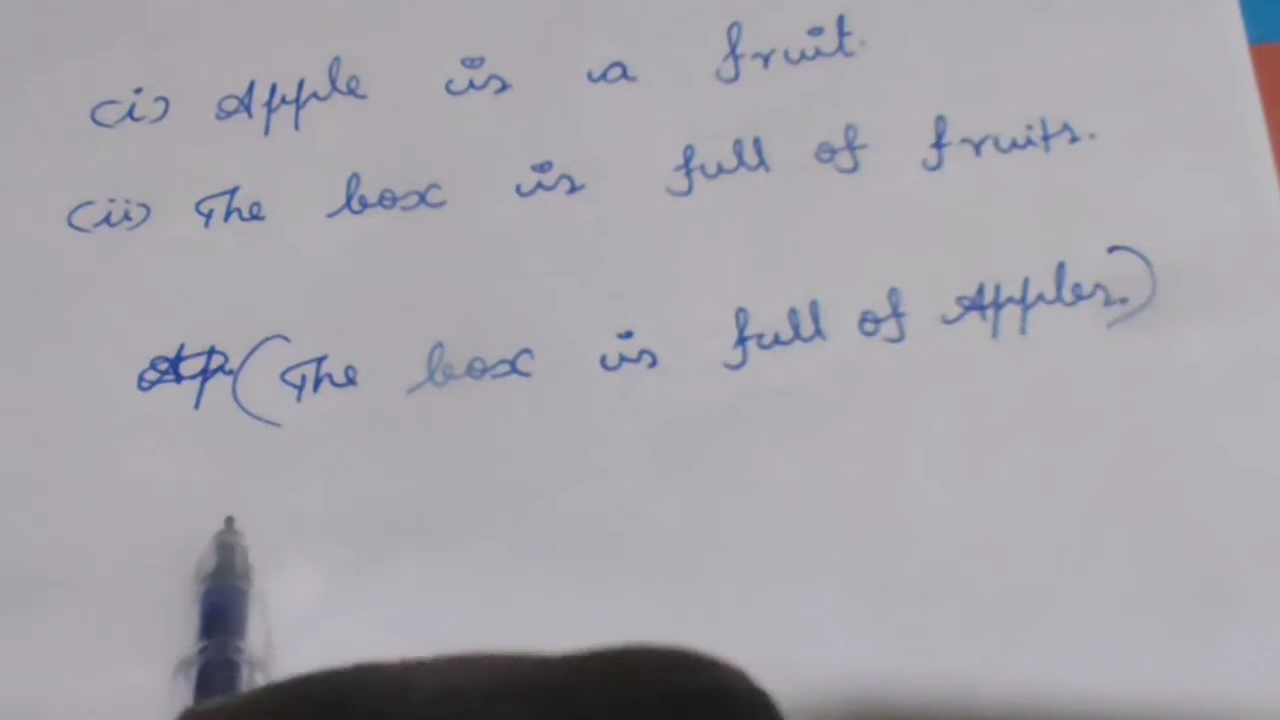 (i) Apple is a fruit.
(ii) The box is full of fruits.
(The box is full of Apples.)